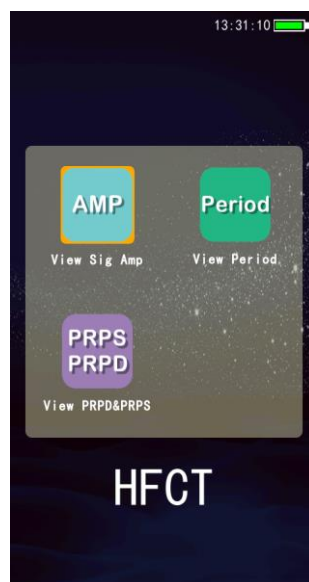 13:31:10
AMP
Period
View Sig Amp
View Period
PRPS
PRPD
View PRPD&PRPS
HFCT